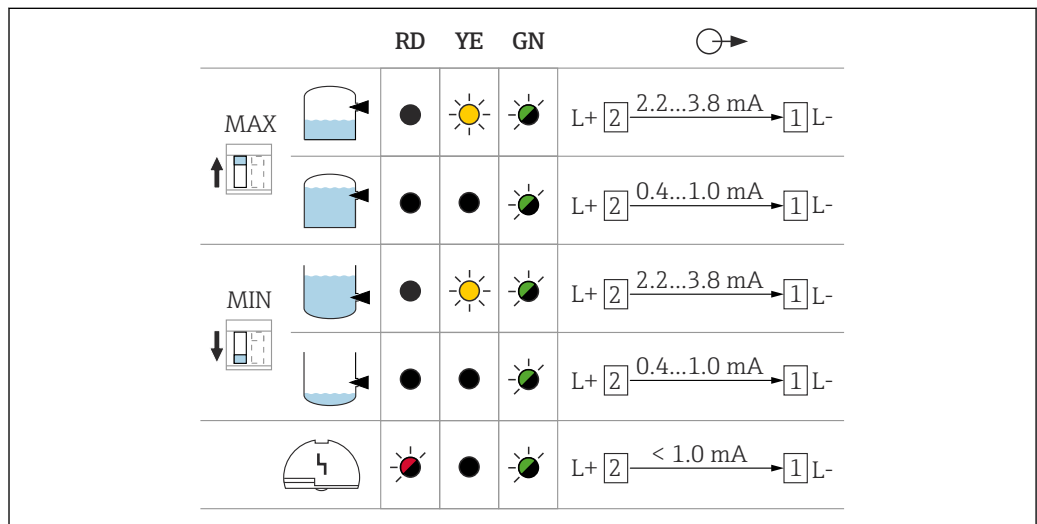 RD YE GN
MAX
L+ 2 2.2...3.8 mA 1 L-
L+ 2 0.4...1.0 mA 1 L-
MIN
L+ 2 2.2...3.8 mA 1 L-
L+ 2 0.4...1.0 mA 1 L-
L+ 2 < 1.0 mA 1 L-